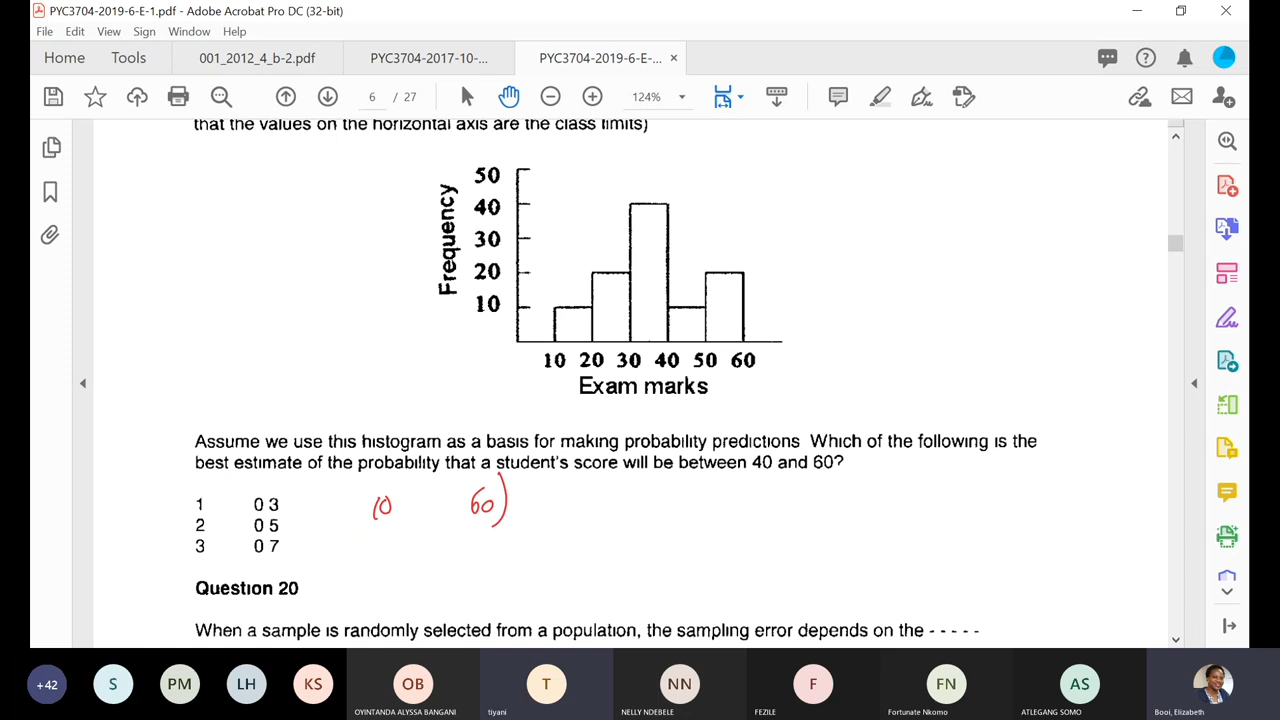 PYC3704-2019-6-E-1.pdf - Adobe Acrobat Pro DC (32-bit)
File Edit View Sign Window Help
Home Tools 001_2012_4_b-2.pdf PYC3704-2017-10-... PYC3704-2019-6-E-... ×
6 / 27 124%
that the values on the horizontal axis are the class limits)
Frequency
50
40
30
20
10
10 20 30 40 50 60
Exam marks
Assume we use this histogram as a basis for making probability predictions Which of the following is the
best estimate of the probability that a student's score will be between 40 and 60?
1 0 3
2 0 5
3 0 7
10 60)
Question 20
When a sample is randomly selected from a population, the sampling error depends on the - - - - -
+42 S PM LH KS OB T NN F FN AS
OYINTANDA ALYSSA BANGANI tiyani NELLY NDEBELE FEZILE Fortunate Nkomo ATLEGANG SOMO Booi, Elizabeth